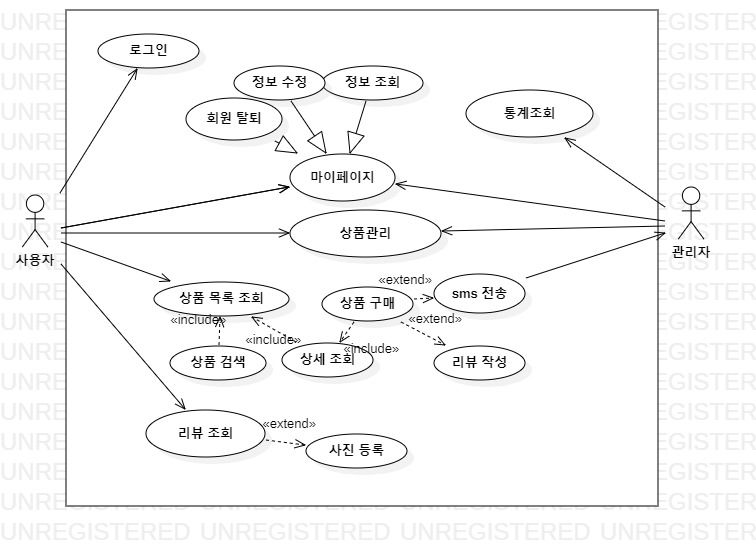 로그인
정보 수정
정보 조회
회원 탈퇴
통계조회
마이페이지
상품관리
사용자
관리자
«extend»
상품 목록 조회
상품 구매
sms 전송
«include»
«extend»
«include»
«include»
상품 검색
상세 조회
리뷰 작성
리뷰 조회
«extend»
사진 등록
UNREGISTERED UNREGISTERED UNREGISTERED UNREGISTERED